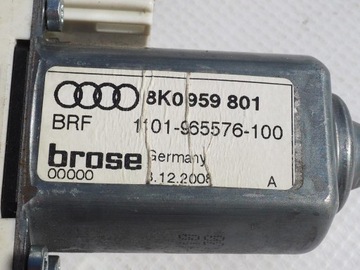 8K0 959 801
BRF 1101-965576-100
brose Germany
00000 3.12.2008 A